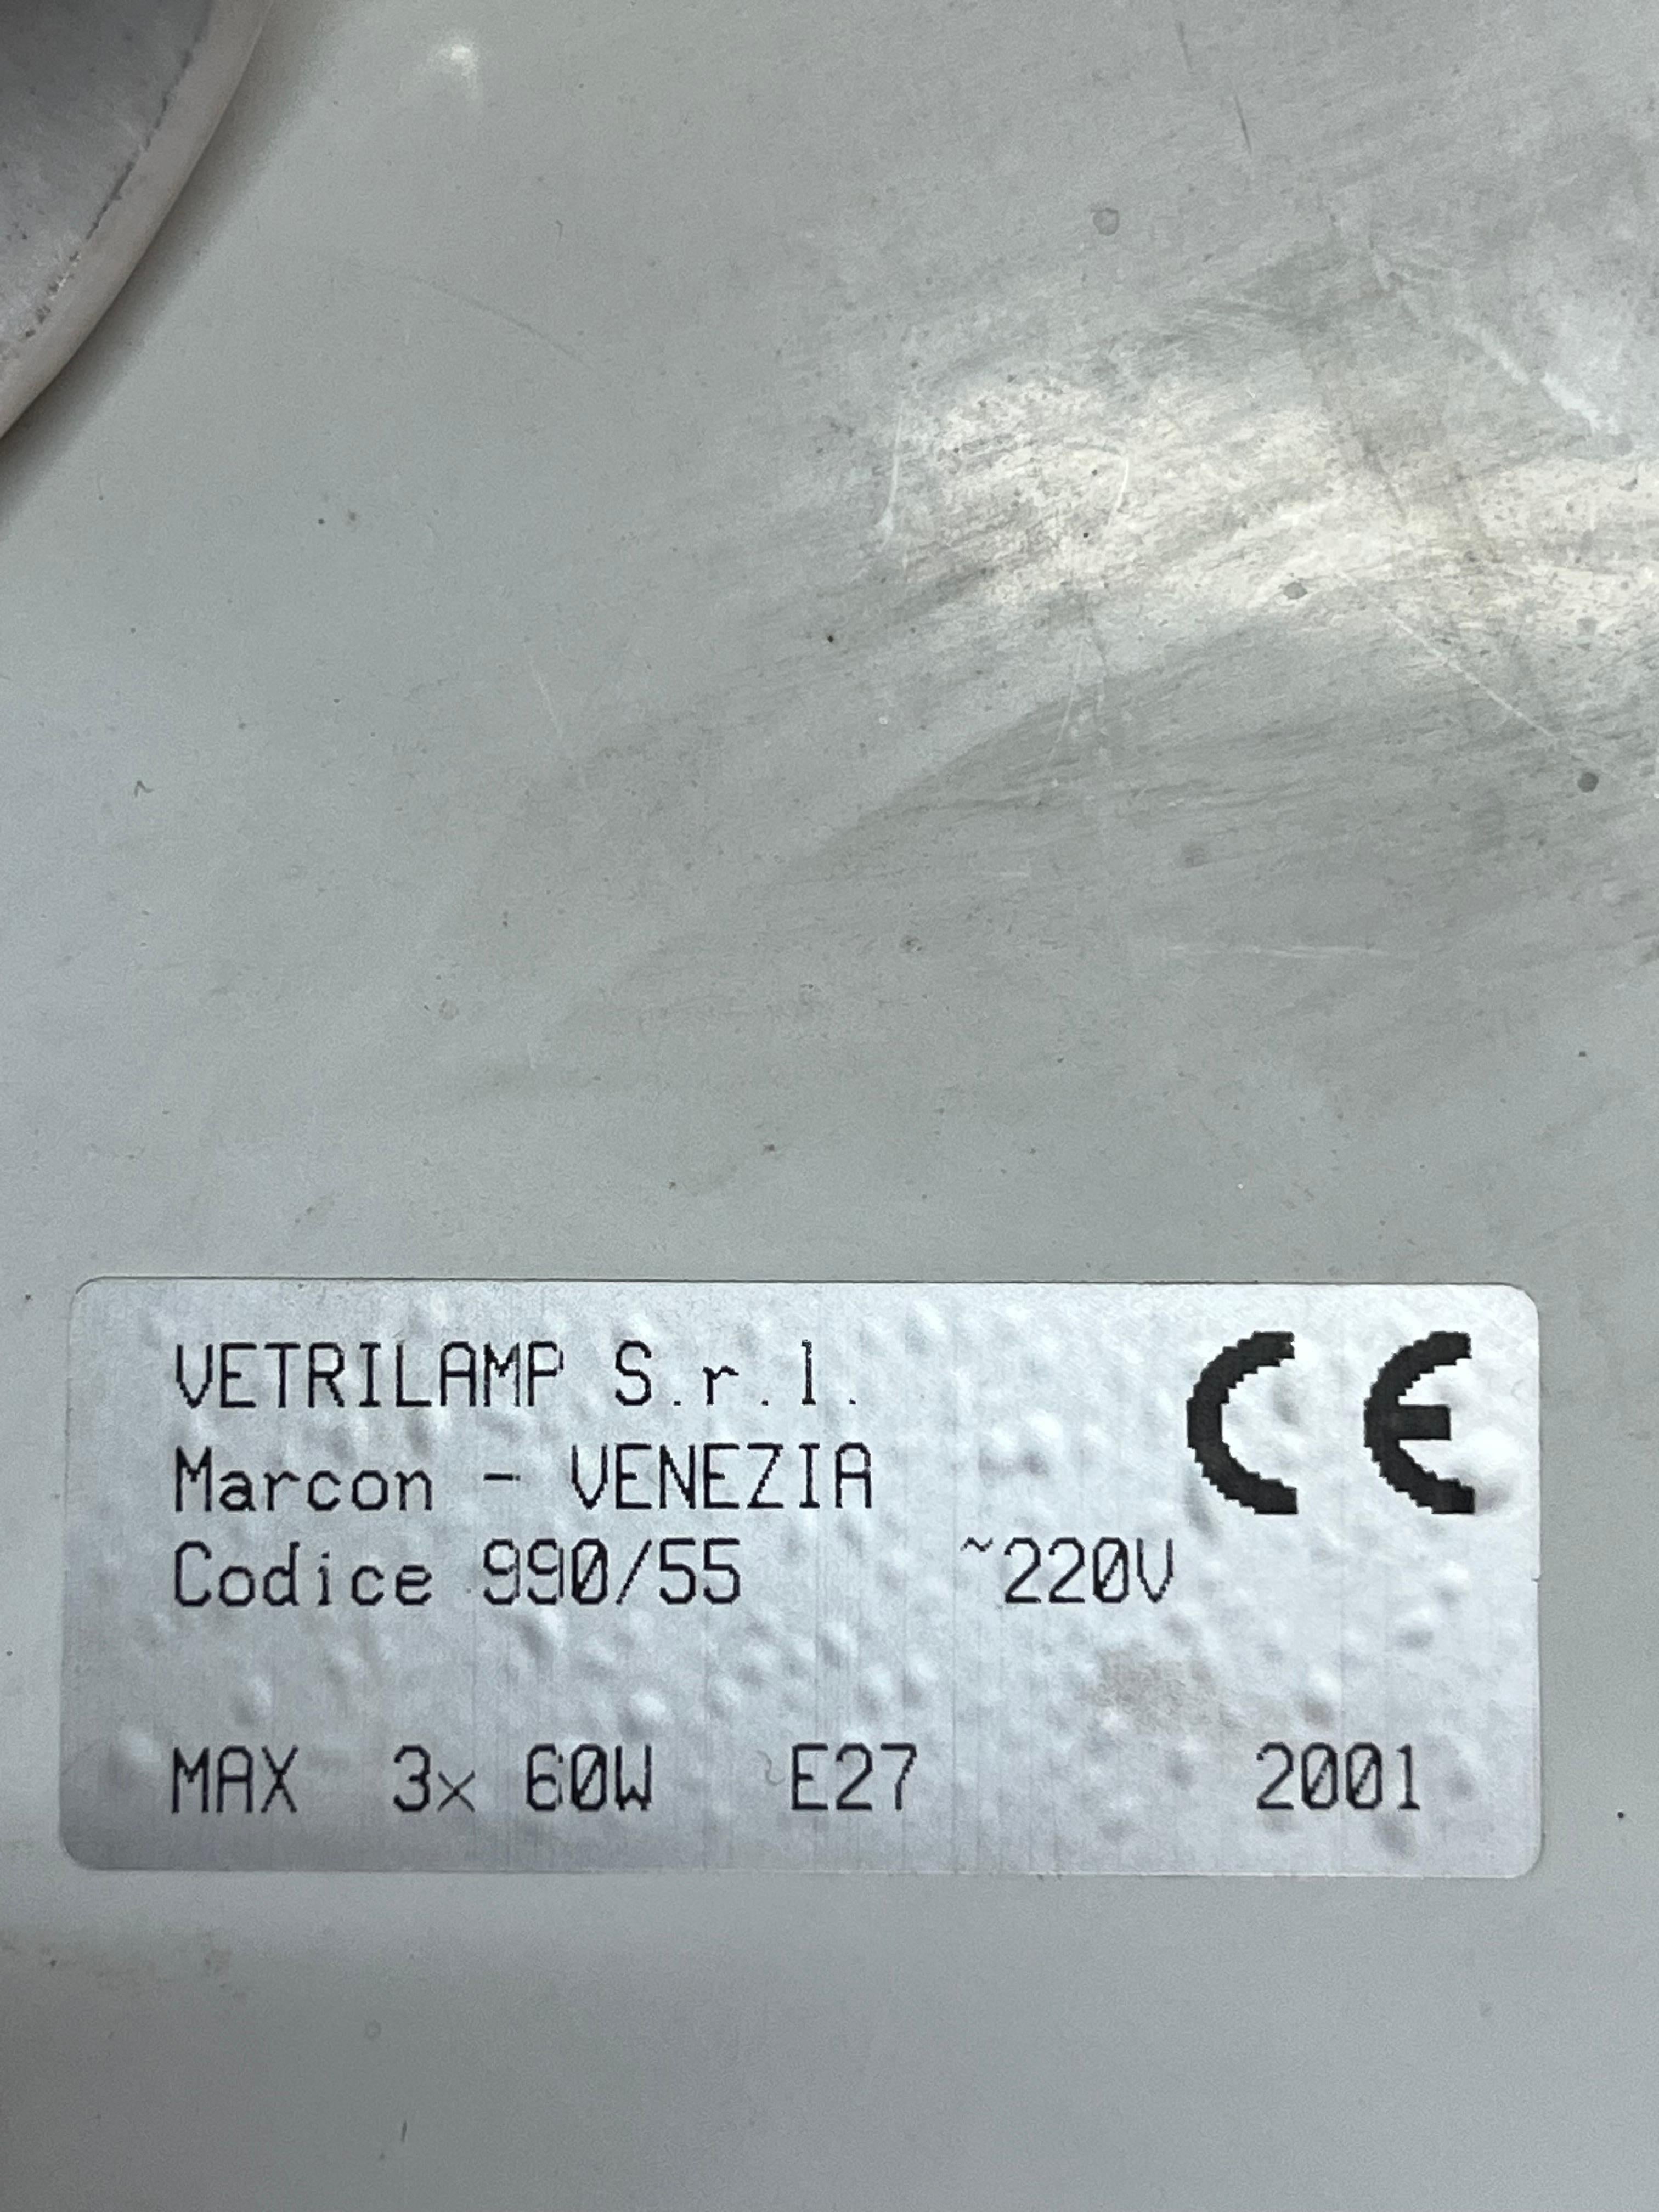 VETRILAMP S.r.l.
Marcon - VENEZIA
Codice 990/55 ~220V
MAX 3x 60W E27 2001
CE